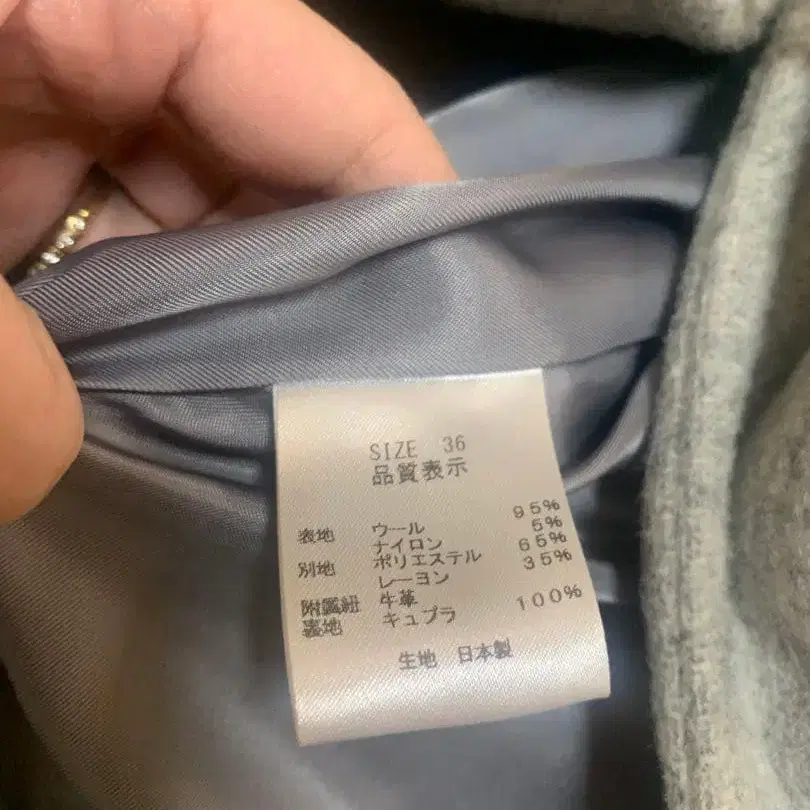 SIZE 36
品質表示
表地 ウール 95%
ナイロン 5%
別地 ポリエステル 65%
レーヨン 35%
附属紐 牛革
裏地 キュプラ 100%
生地 日本製